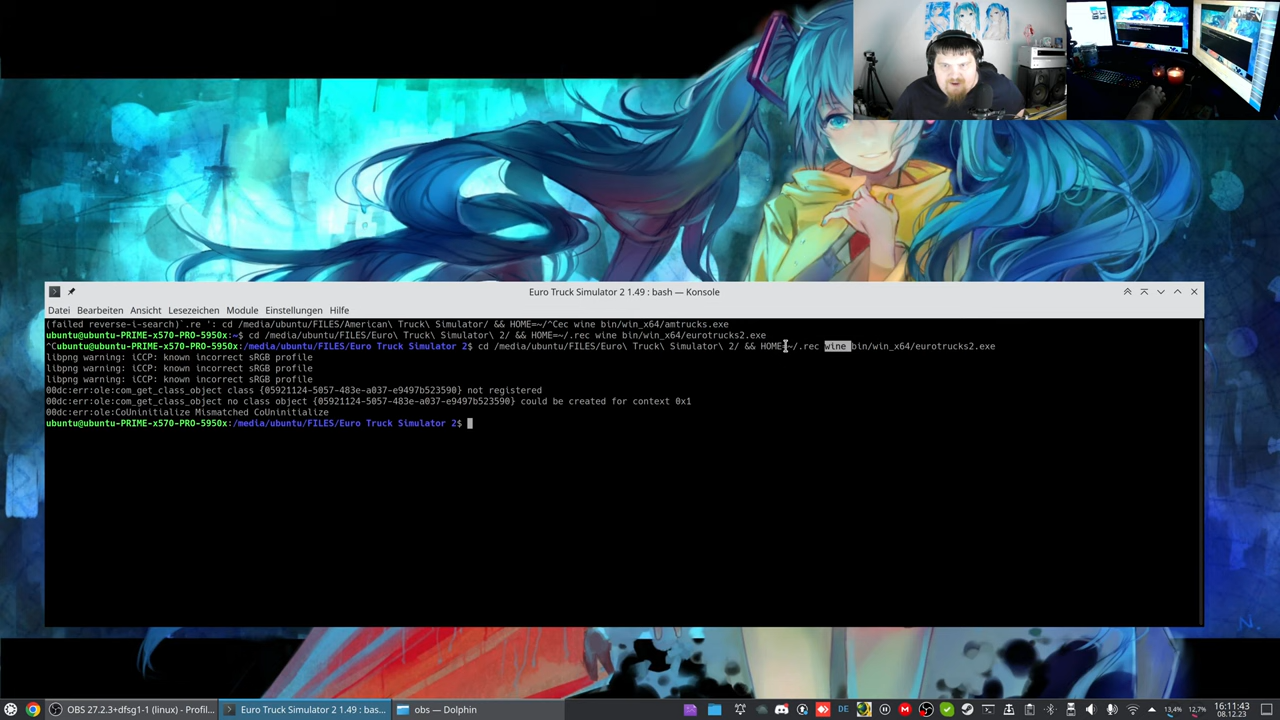 Euro Truck Simulator 2 1.49 : bash — Konsole
Datei Bearbeiten Ansicht Lesezeichen Module Einstellungen Hilfe
(failed reverse-i-search)`.re ': cd /media/ubuntu/FILES/American\ Truck\ Simulator/ && HOME=~/^Cec wine bin/win_x64/amtrucks.exe
ubuntu@ubuntu-PRIME-x570-PRO-5950x:~$ cd /media/ubuntu/FILES/Euro\ Truck\ Simulator\ 2/ && HOME=~/.rec wine bin/win_x64/eurotrucks2.exe
^Cubuntu@ubuntu-PRIME-x570-PRO-5950x:/media/ubuntu/FILES/Euro Truck Simulator 2$ cd /media/ubuntu/FILES/Euro\ Truck\ Simulator\ 2/ && HOME=~/.rec wine bin/win_x64/eurotrucks2.exe
libpng warning: iCCP: known incorrect sRGB profile
libpng warning: iCCP: known incorrect sRGB profile
libpng warning: iCCP: known incorrect sRGB profile
00dc:err:ole:com_get_class_object class {05921124-5057-483e-a037-e9497b523590} not registered
00dc:err:ole:com_get_class_object no class object {05921124-5057-483e-a037-e9497b523590} could be created for context 0x1
00dc:err:ole:CoUninitialize Mismatched CoUninitialize
ubuntu@ubuntu-PRIME-x570-PRO-5950x:/media/ubuntu/FILES/Euro Truck Simulator 2$
OBS 27.2.3+dfsg1-1 (linux) - Profil... Euro Truck Simulator 2 1.49 : bas... obs — Dolphin DE 13,4% 12,7% 16:11:43
08.12.23